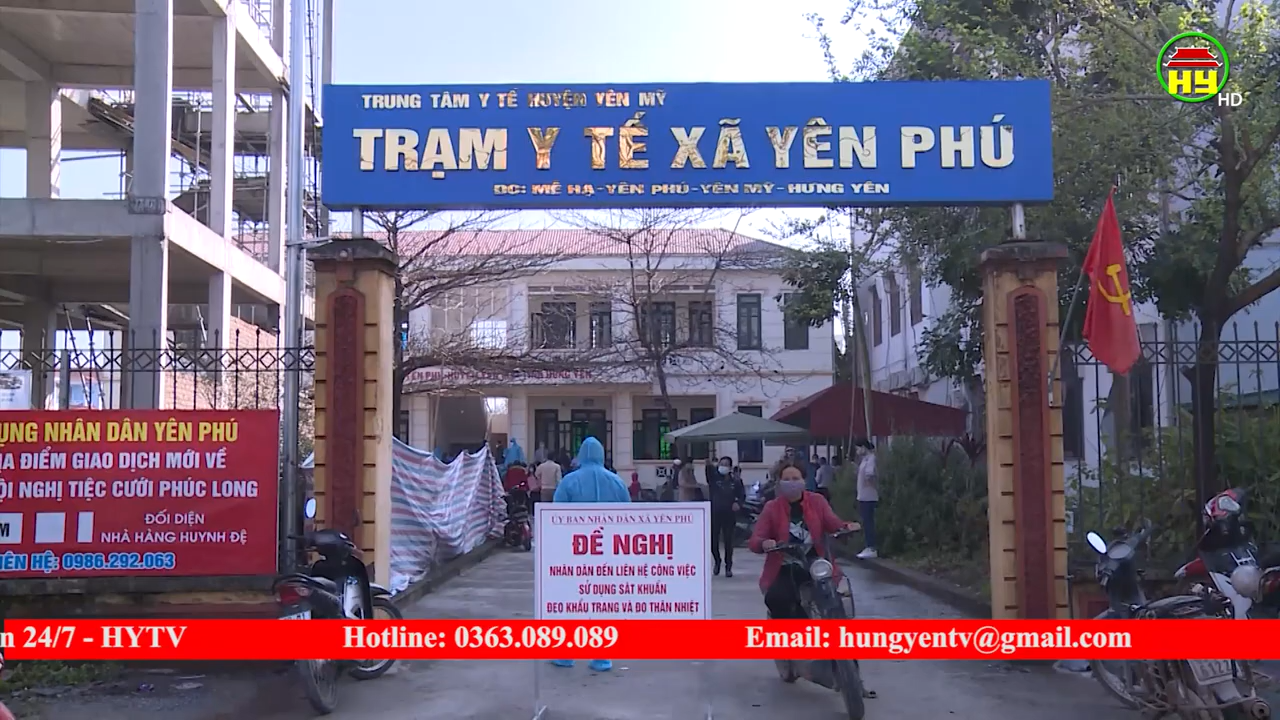 HY
HD
TRUNG TÂM Y TẾ HUYỆN YÊN MỸ
TRẠM Y TẾ XÃ YÊN PHÚ
ĐC: MỄ HẠ-YÊN PHÚ-YÊN MỸ-HƯNG YÊN
DỤNG NHÂN DÂN YÊN PHÚ
ĐIỂM GIAO DỊCH MỚI VỀ
NGHỊ TIỆC CƯỚI PHÚC LONG
ĐỐI DIỆN
NHÀ HÀNG HUYNH ĐỆ
HỆ: 0986.292.063
ỦY BAN NHÂN DÂN XÃ YÊN PHÚ
ĐỀ NGHỊ
NHÂN DÂN ĐẾN LIÊN HỆ CÔNG VIỆC
SỬ DỤNG SÁT KHUẨN
ĐEO KHẨU TRANG VÀ ĐO THÂN NHIỆT
n 24/7 - HYTV Hotline: 0363.089.089 Email: hungyentv@gmail.com